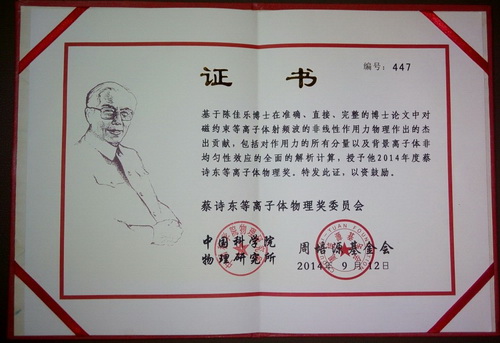 编号：447
证 书
基于陈佳乐博士在准确、直接、完整的博士论文中对
磁约束等离子体射频波的非线性作用力物理作出的杰
出贡献，包括对作用力的所有分量以及背景离子体非
均匀性效应的全面的解析计算，授予他2014年度蔡
诗东等离子体物理奖。特发此证，以资鼓励。
蔡诗东等离子体物理奖委员会
中国科学院 周培源基金会
物理研究所 2014年 9 月 12日